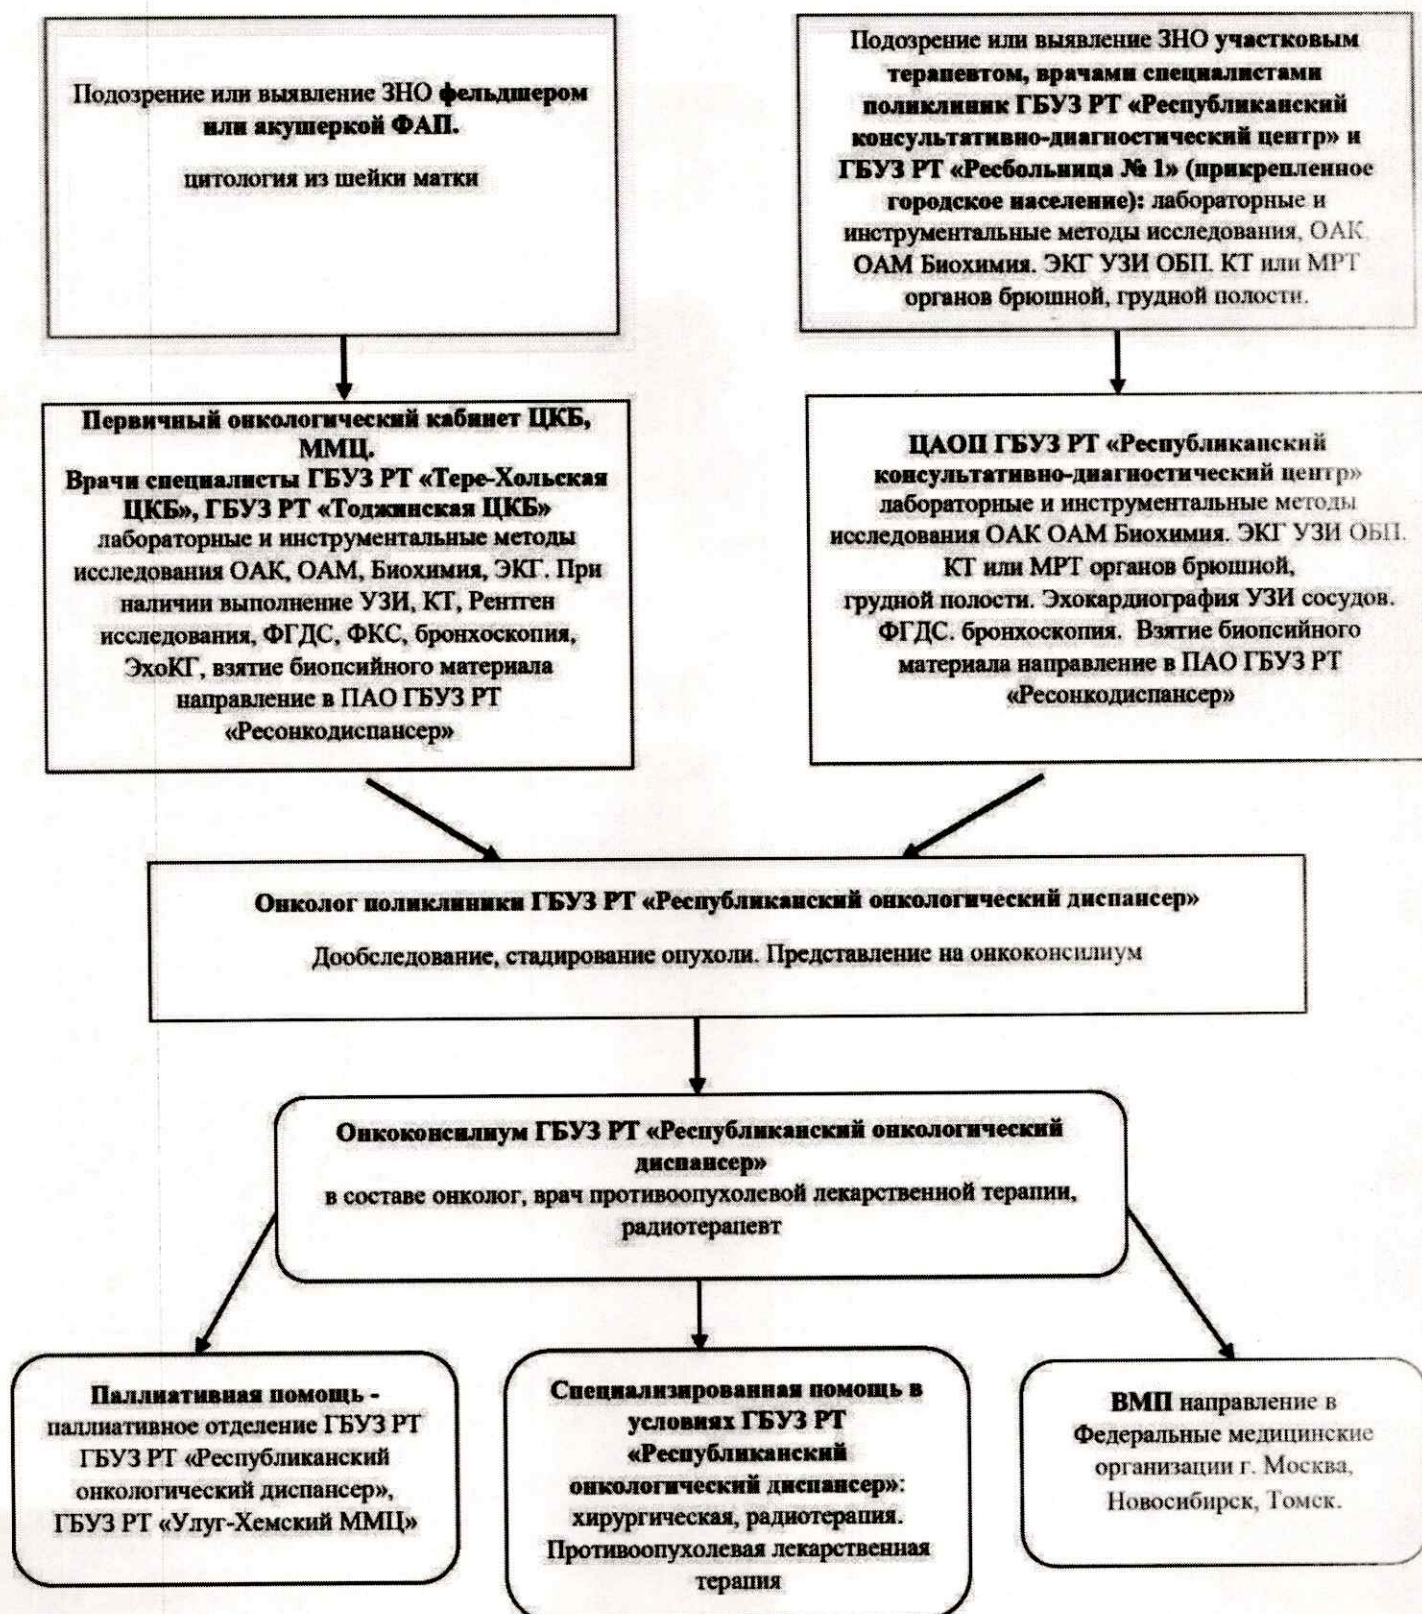 Подозрение или выявление ЗНО фельдшером
или акушеркой ФАП.
цитология из шейки матки
Подозрение или выявление ЗНО участковым
терапевтом, врачами специалистами
поликлиник ГБУЗ РТ «Республиканский
консультативно-диагностический центр» и
ГБУЗ РТ «Ресбольница № 1» (прикрепленное
городское население): лабораторные и
инструментальные методы исследования, ОАК,
ОАМ Биохимия. ЭКГ УЗИ ОБП. КТ или МРТ
органов брюшной, грудной полости.
Первичный онкологический кабинет ЦКБ,
ММЦ.
Врачи специалисты ГБУЗ РТ «Тере-Хольская
ЦКБ», ГБУЗ РТ «Тоджинская ЦКБ»
лабораторные и инструментальные методы
исследования ОАК, ОАМ, Биохимия, ЭКГ. При
наличии выполнение УЗИ, КТ, Рентген
исследования, ФГДС, ФКС, бронхоскопия,
ЭхоКГ, взятие биопсийного материала
направление в ПАО ГБУЗ РТ
«Ресонкодиспансер»
ЦАОП ГБУЗ РТ «Республиканский
консультативно-диагностический центр»
лабораторные и инструментальные методы
исследования ОАК ОАМ Биохимия. ЭКГ УЗИ ОБП.
КТ или МРТ органов брюшной,
грудной полости. Эхокардиография УЗИ сосудов.
ФГДС. бронхоскопия. Взятие биопсийного
материала направление в ПАО ГБУЗ РТ
«Ресонкодиспансер»
Онколог поликлиники ГБУЗ РТ «Республиканский онкологический диспансер»
Дообследование, стадирование опухоли. Представление на онкоконсилиум
Онкоконсилиум ГБУЗ РТ «Республиканский онкологический
диспансер»
в составе онколог, врач противоопухолевой лекарственной терапии,
радиотерапевт
Паллиативная помощь -
паллиативное отделение ГБУЗ РТ
ГБУЗ РТ «Республиканский
онкологический диспансер»,
ГБУЗ РТ «Улуг-Хемский ММЦ»
Специализированная помощь в
условиях ГБУЗ РТ
«Республиканский
онкологический диспансер»:
хирургическая, радиотерапия.
Противоопухолевая лекарственная
терапия
ВМП направление в
Федеральные медицинские
организации г. Москва,
Новосибирск, Томск.